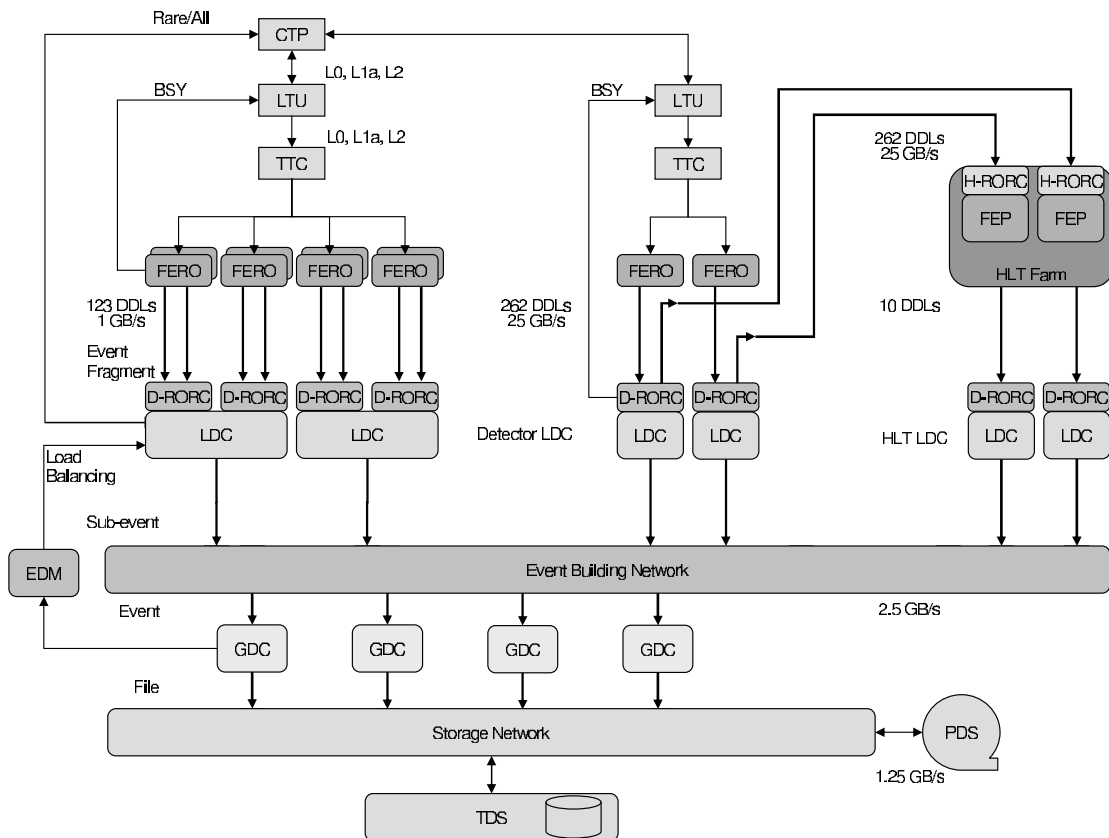 Rare/All
CTP
L0, L1a, L2
BSY
LTU
BSY
LTU
L0, L1a, L2
TTC
TTC
262 DDLs
25 GB/s
H-RORC
H-RORC
FEP
FEP
HLT Farm
FERO
FERO
FERO
FERO
FERO
FERO
123 DDLs
1 GB/s
262 DDLs
25 GB/s
10 DDLs
Event
Fragment
D-RORC
D-RORC
D-RORC
D-RORC
D-RORC
D-RORC
D-RORC
D-RORC
LDC
LDC
Detector LDC
LDC
LDC
HLT LDC
LDC
LDC
Load
Balancing
Sub-event
EDM
Event Building Network
Event
2.5 GB/s
GDC
GDC
GDC
GDC
File
Storage Network
PDS
1.25 GB/s
TDS